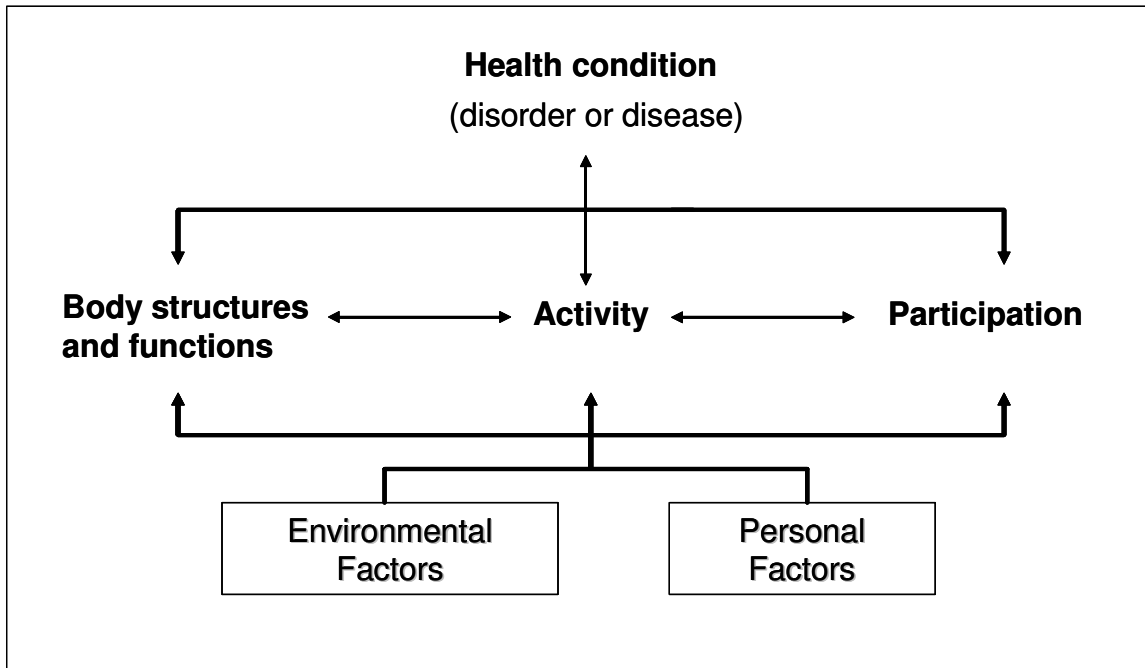 Health condition
(disorder or disease)
Body structures
and functions
Activity
Participation
Environmental
Factors
Personal
Factors